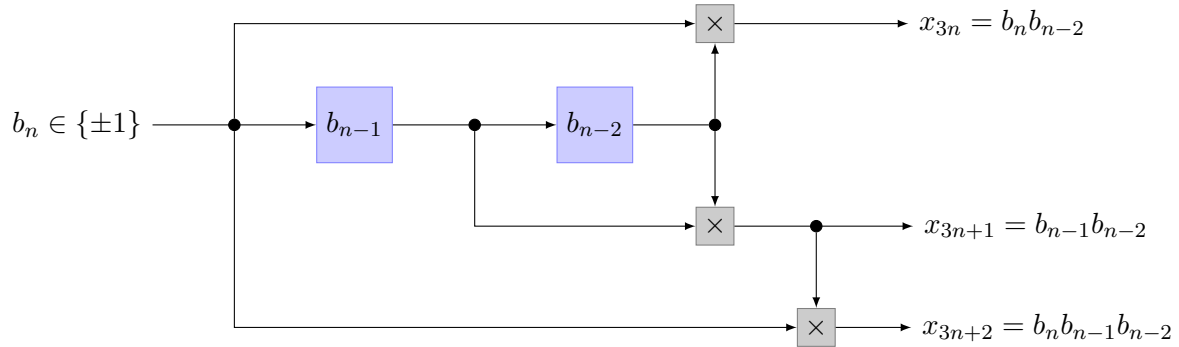 ×
x_{3n} = b_n b_{n−2}
b_n ∈ {±1}
b_{n−1}
b_{n−2}
×
x_{3n+1} = b_{n−1} b_{n−2}
×
x_{3n+2} = b_n b_{n−1} b_{n−2}